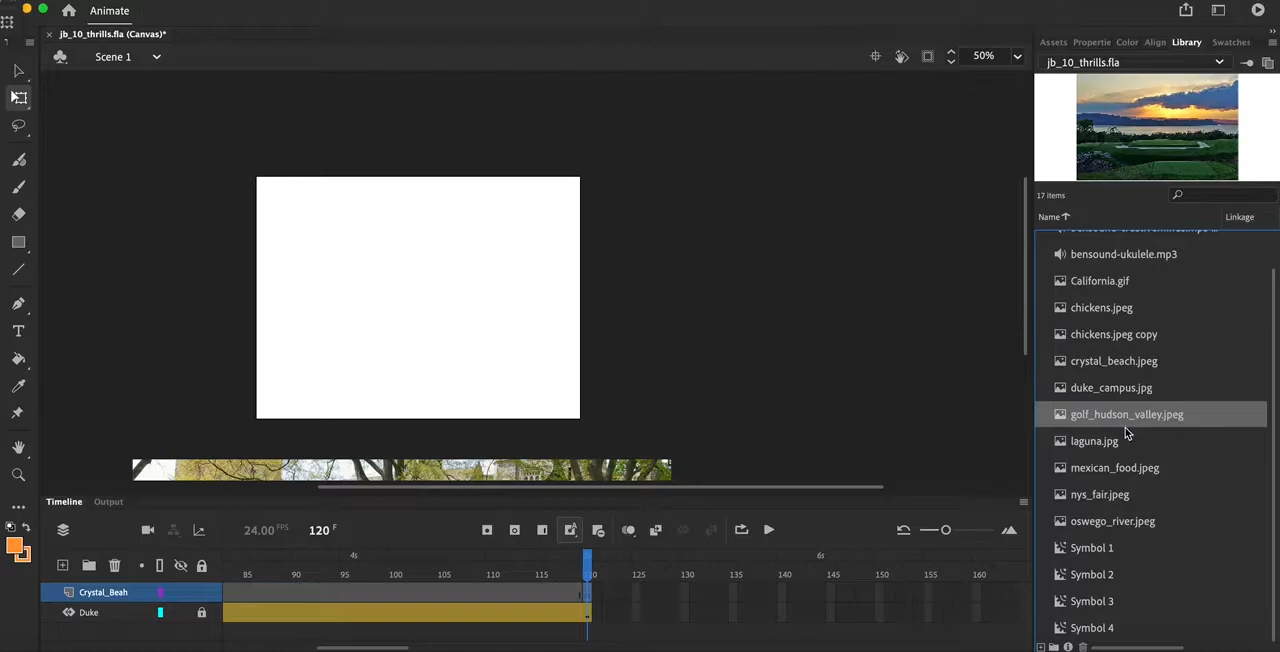 Animate
× jb_10_thrills.fla (Canvas)*
Scene 1
50%
Assets Propertie Color Align Library Swatches
jb_10_thrills.fla
17 items
Name Linkage
bensound-ukulele.mp3
California.gif
chickens.jpeg
chickens.jpeg copy
crystal_beach.jpeg
duke_campus.jpg
golf_hudson_valley.jpeg
laguna.jpg
mexican_food.jpeg
nys_fair.jpeg
oswego_river.jpeg
Symbol 1
Symbol 2
Symbol 3
Symbol 4
Timeline Output
24.00 FPS 120 F
4s 6s
85 90 95 100 105 110 115 120 125 130 135 140 145 150 155 160
Crystal_Beah
Duke